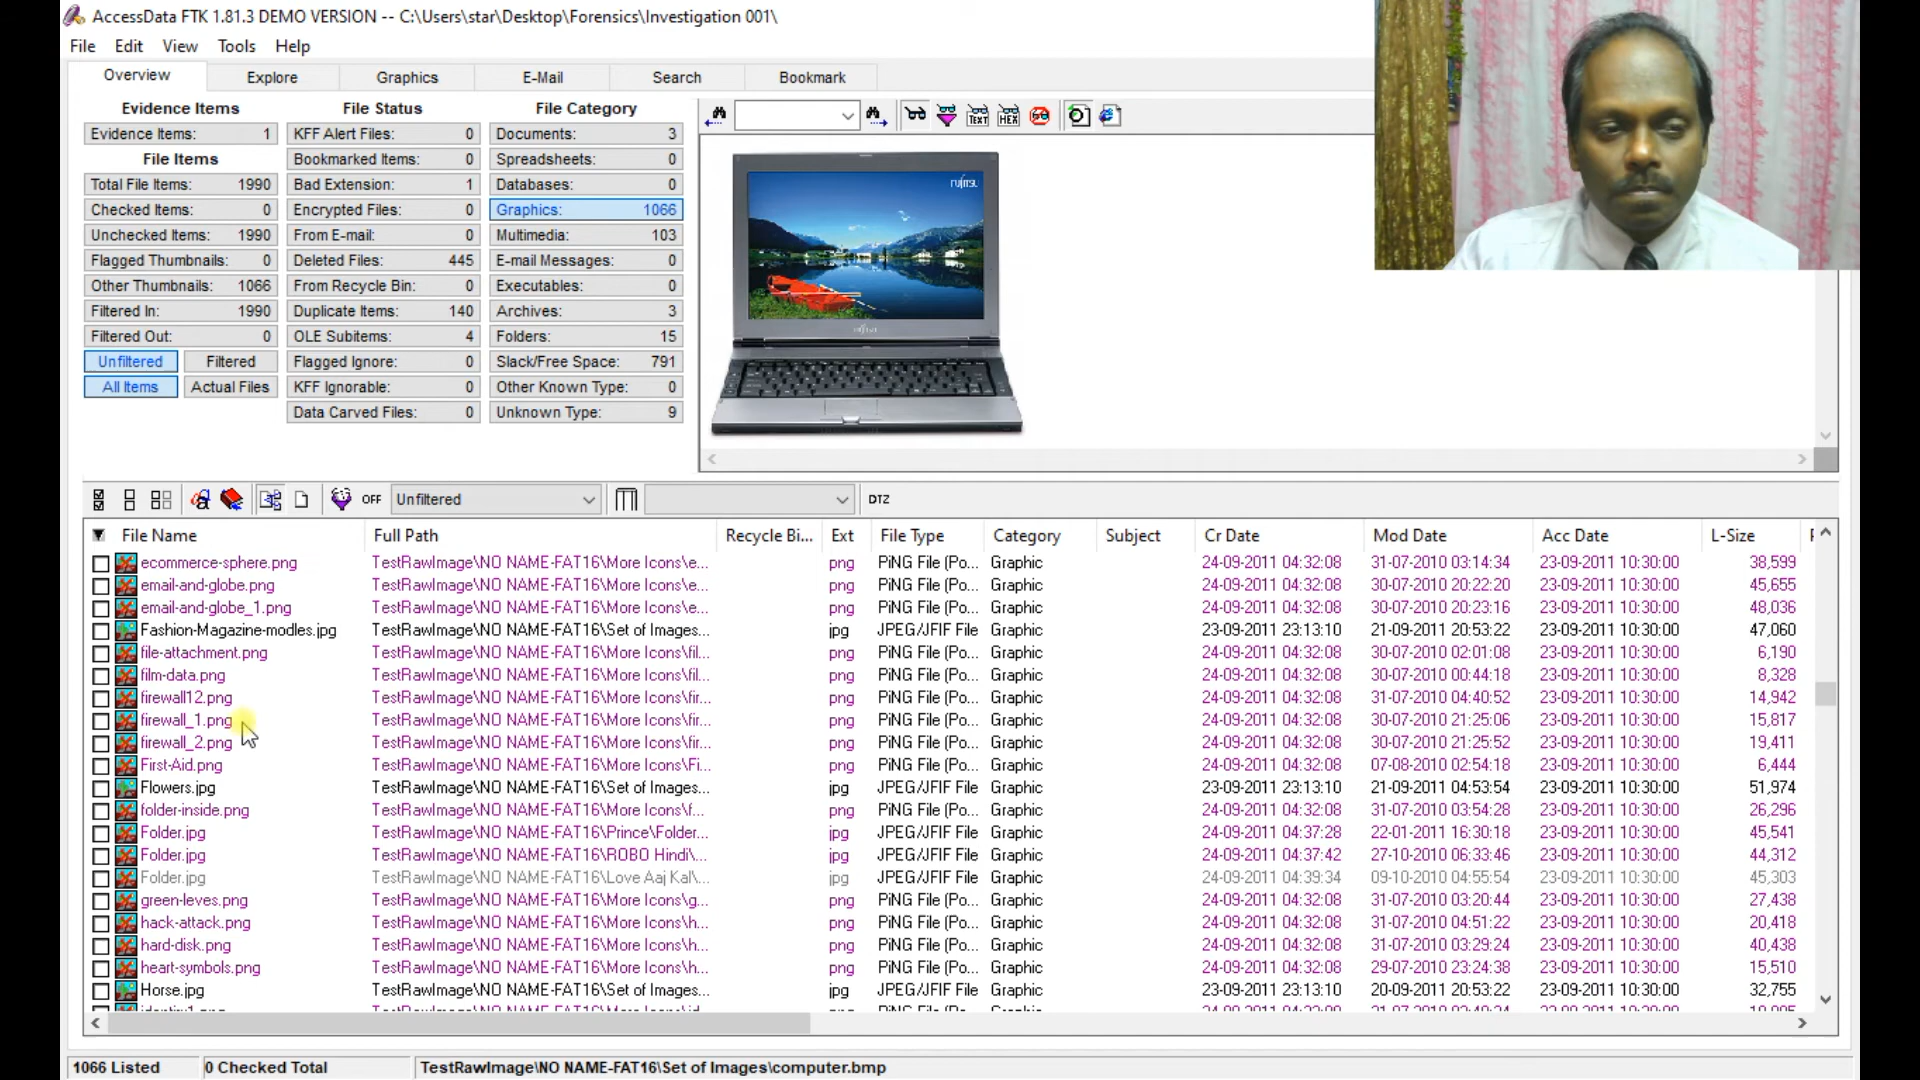 AccessData FTK 1.81.3 DEMO VERSION -- C:\Users\star\Desktop\Forensics\Investigation 001\
File Edit View Tools Help
Overview Explore Graphics E-Mail Search Bookmark
Evidence Items File Status File Category
Evidence Items: 1 KFF Alert Files: 0 Documents: 3
File Items Bookmarked Items: 0 Spreadsheets: 0
Total File Items: 1990 Bad Extension: 1 Databases: 0
Checked Items: 0 Encrypted Files: 0 Graphics: 1066
Unchecked Items: 1990 From E-mail: 0 Multimedia: 103
Flagged Thumbnails: 0 Deleted Files: 445 E-mail Messages: 0
Other Thumbnails: 1066 From Recycle Bin: 0 Executables: 0
Filtered In: 1990 Duplicate Items: 140 Archives: 3
Filtered Out: 0 OLE Subitems: 4 Folders: 15
Unfiltered Filtered Flagged Ignore: 0 Slack/Free Space: 791
All Items Actual Files KFF Ignorable: 0 Other Known Type: 0
Data Carved Files: 0 Unknown Type: 9
TEXT HEX
FUJITSU
OFF Unfiltered DTZ
File Name Full Path Recycle Bi... Ext File Type Category Subject Cr Date Mod Date Acc Date L-Size
ecommerce-sphere.png TestRawImage\NO NAME-FAT16\More Icons\e... png PiNG File (Po... Graphic 24-09-2011 04:32:08 31-07-2010 03:14:34 23-09-2011 10:30:00 38,599
email-and-globe.png TestRawImage\NO NAME-FAT16\More Icons\e... png PiNG File (Po... Graphic 24-09-2011 04:32:08 30-07-2010 20:22:20 23-09-2011 10:30:00 45,655
email-and-globe_1.png TestRawImage\NO NAME-FAT16\More Icons\e... png PiNG File (Po... Graphic 24-09-2011 04:32:08 30-07-2010 20:23:16 23-09-2011 10:30:00 48,036
Fashion-Magazine-modles.jpg TestRawImage\NO NAME-FAT16\Set of Images... jpg JPEG/JFIF File Graphic 23-09-2011 23:13:10 21-09-2011 20:53:22 23-09-2011 10:30:00 47,060
file-attachment.png TestRawImage\NO NAME-FAT16\More Icons\fil... png PiNG File (Po... Graphic 24-09-2011 04:32:08 30-07-2010 02:01:08 23-09-2011 10:30:00 6,190
film-data.png TestRawImage\NO NAME-FAT16\More Icons\fil... png PiNG File (Po... Graphic 24-09-2011 04:32:08 30-07-2010 00:44:18 23-09-2011 10:30:00 8,328
firewall12.png TestRawImage\NO NAME-FAT16\More Icons\fir... png PiNG File (Po... Graphic 24-09-2011 04:32:08 31-07-2010 04:40:52 23-09-2011 10:30:00 14,942
firewall_1.png TestRawImage\NO NAME-FAT16\More Icons\fir... png PiNG File (Po... Graphic 24-09-2011 04:32:08 30-07-2010 21:25:06 23-09-2011 10:30:00 15,817
firewall_2.png TestRawImage\NO NAME-FAT16\More Icons\fir... png PiNG File (Po... Graphic 24-09-2011 04:32:08 30-07-2010 21:25:52 23-09-2011 10:30:00 19,411
First-Aid.png TestRawImage\NO NAME-FAT16\More Icons\Fi... png PiNG File (Po... Graphic 24-09-2011 04:32:08 07-08-2010 02:54:18 23-09-2011 10:30:00 6,444
Flowers.jpg TestRawImage\NO NAME-FAT16\Set of Images... jpg JPEG/JFIF File Graphic 23-09-2011 23:13:10 21-09-2011 04:53:54 23-09-2011 10:30:00 51,974
folder-inside.png TestRawImage\NO NAME-FAT16\More Icons\f... png PiNG File (Po... Graphic 24-09-2011 04:32:08 31-07-2010 03:54:28 23-09-2011 10:30:00 26,296
Folder.jpg TestRawImage\NO NAME-FAT16\Prince\Folder... jpg JPEG/JFIF File Graphic 24-09-2011 04:37:28 22-01-2011 16:30:18 23-09-2011 10:30:00 45,541
Folder.jpg TestRawImage\NO NAME-FAT16\ROBO Hindi\... jpg JPEG/JFIF File Graphic 24-09-2011 04:37:42 27-10-2010 06:33:46 23-09-2011 10:30:00 44,312
Folder.jpg TestRawImage\NO NAME-FAT16\Love Aaj Kal\... jpg JPEG/JFIF File Graphic 24-09-2011 04:39:34 09-10-2010 04:55:54 23-09-2011 10:30:00 45,303
green-leves.png TestRawImage\NO NAME-FAT16\More Icons\g... png PiNG File (Po... Graphic 24-09-2011 04:32:08 31-07-2010 03:20:44 23-09-2011 10:30:00 27,438
hack-attack.png TestRawImage\NO NAME-FAT16\More Icons\h... png PiNG File (Po... Graphic 24-09-2011 04:32:08 31-07-2010 04:51:22 23-09-2011 10:30:00 20,418
hard-disk.png TestRawImage\NO NAME-FAT16\More Icons\h... png PiNG File (Po... Graphic 24-09-2011 04:32:08 31-07-2010 03:29:24 23-09-2011 10:30:00 40,438
heart-symbols.png TestRawImage\NO NAME-FAT16\More Icons\h... png PiNG File (Po... Graphic 24-09-2011 04:32:08 29-07-2010 23:24:38 23-09-2011 10:30:00 15,510
Horse.jpg TestRawImage\NO NAME-FAT16\Set of Images... jpg JPEG/JFIF File Graphic 23-09-2011 23:13:10 20-09-2011 20:53:22 23-09-2011 10:30:00 32,755
1066 Listed 0 Checked Total TestRawImage\NO NAME-FAT16\Set of Images\computer.bmp